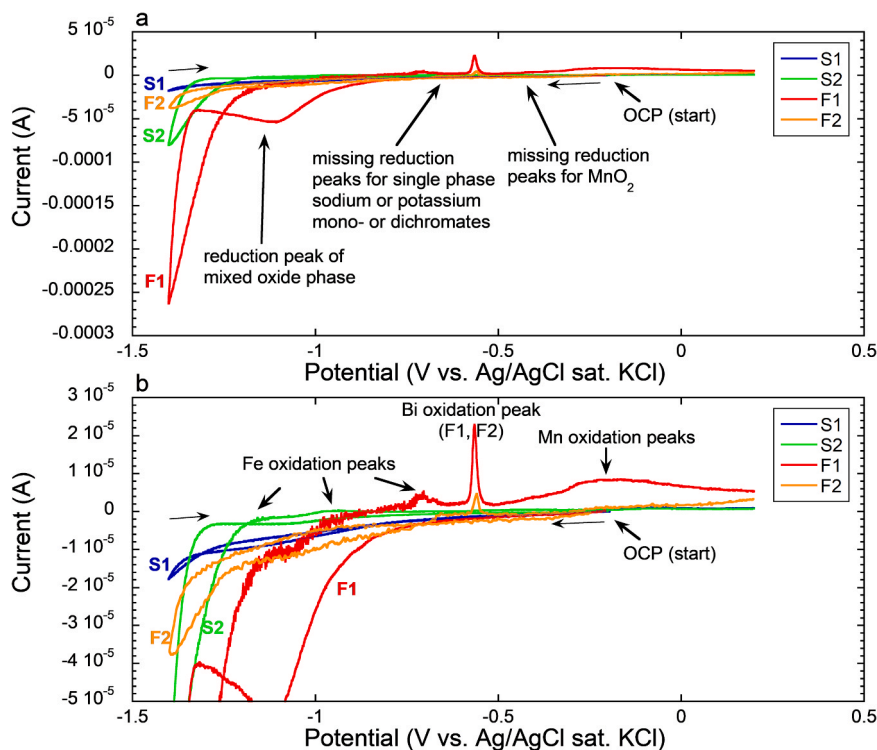 a
5 10⁻⁵
0
-5 10⁻⁵
-0.0001
-0.00015
-0.0002
-0.00025
-0.0003
Current (A)
S1
F2
S2
F1
S1
S2
F1
F2
OCP (start)
missing reduction
peaks for single phase
sodium or potassium
mono- or dichromates
missing reduction
peaks for MnO₂
reduction peak of
mixed oxide phase
-1.5
-1
-0.5
0
0.5
Potential (V vs. Ag/AgCl sat. KCl)
b
3 10⁻⁵
2 10⁻⁵
1 10⁻⁵
0
-1 10⁻⁵
-2 10⁻⁵
-3 10⁻⁵
-4 10⁻⁵
-5 10⁻⁵
Current (A)
Bi oxidation peak
(F1, F2)
Mn oxidation peaks
Fe oxidation peaks
S1
S2
F1
F2
OCP (start)
S1
F2
S2
F1
-1.5
-1
-0.5
0
0.5
Potential (V vs. Ag/AgCl sat. KCl)